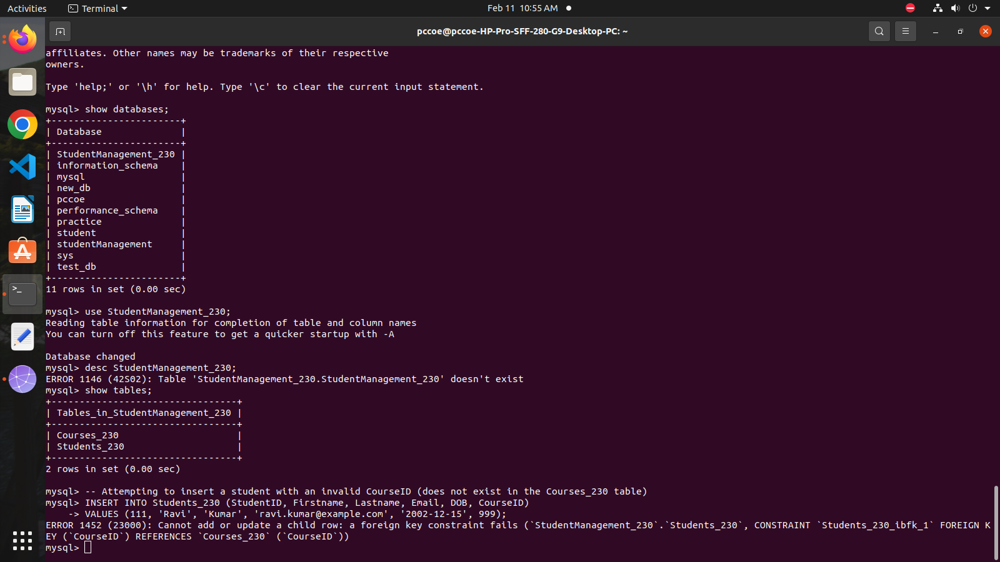 Activities
Terminal
Feb 11 10:55 AM
pccoe@pccoe-HP-Pro-SFF-280-G9-Desktop-PC: ~
affiliates. Other names may be trademarks of their respective
owners.
Type 'help;' or '\h' for help. Type '\c' to clear the current input statement.
mysql> show databases;
+-----------------------+
| Database              |
+-----------------------+
| StudentManagement_230 |
| information_schema    |
| mysql                 |
| new_db                |
| pccoe                 |
| performance_schema    |
| practice              |
| student               |
| studentManagement     |
| sys                   |
| test_db               |
+-----------------------+
11 rows in set (0.00 sec)
mysql> use StudentManagement_230;
Reading table information for completion of table and column names
You can turn off this feature to get a quicker startup with -A
Database changed
mysql> desc StudentManagement_230;
ERROR 1146 (42S02): Table 'StudentManagement_230.StudentManagement_230' doesn't exist
mysql> show tables;
+---------------------------------+
| Tables_in_StudentManagement_230 |
+---------------------------------+
| Courses_230                     |
| Students_230                    |
+---------------------------------+
2 rows in set (0.00 sec)
mysql> -- Attempting to insert a student with an invalid CourseID (does not exist in the Courses_230 table)
mysql> INSERT INTO Students_230 (StudentID, Firstname, Lastname, Email, DOB, CourseID)
    -> VALUES (111, 'Ravi', 'Kumar', 'ravi.kumar@example.com', '2002-12-15', 999);
ERROR 1452 (23000): Cannot add or update a child row: a foreign key constraint fails (`StudentManagement_230`.`Students_230`, CONSTRAINT `Students_230_ibfk_1` FOREIGN K
EY (`CourseID`) REFERENCES `Courses_230` (`CourseID`))
mysql>